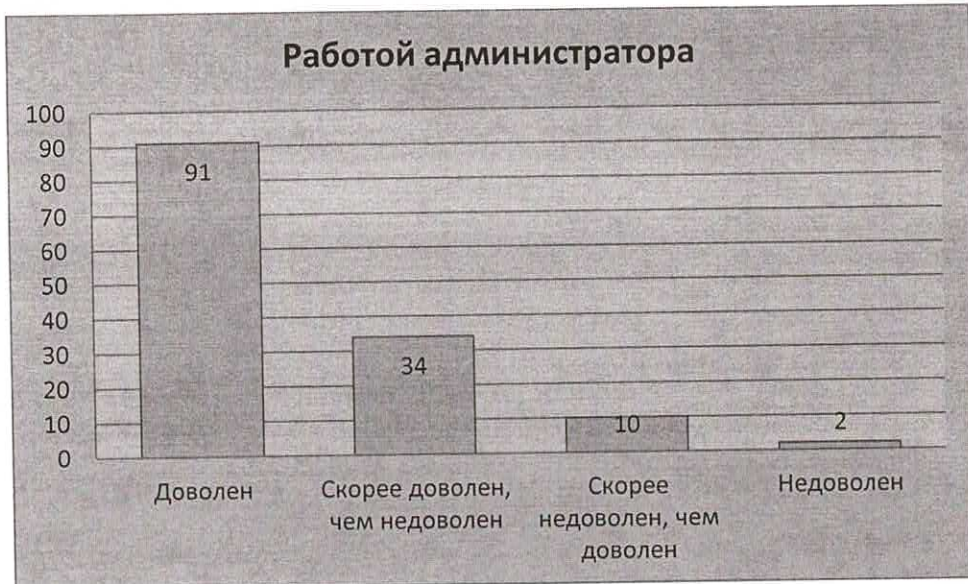 Работой администратора
100
90
80
70
60
50
40
30
20
10
0
91
34
10
2
Доволен
Скорее доволен,
чем недоволен
Скорее
недоволен, чем
доволен
Недоволен